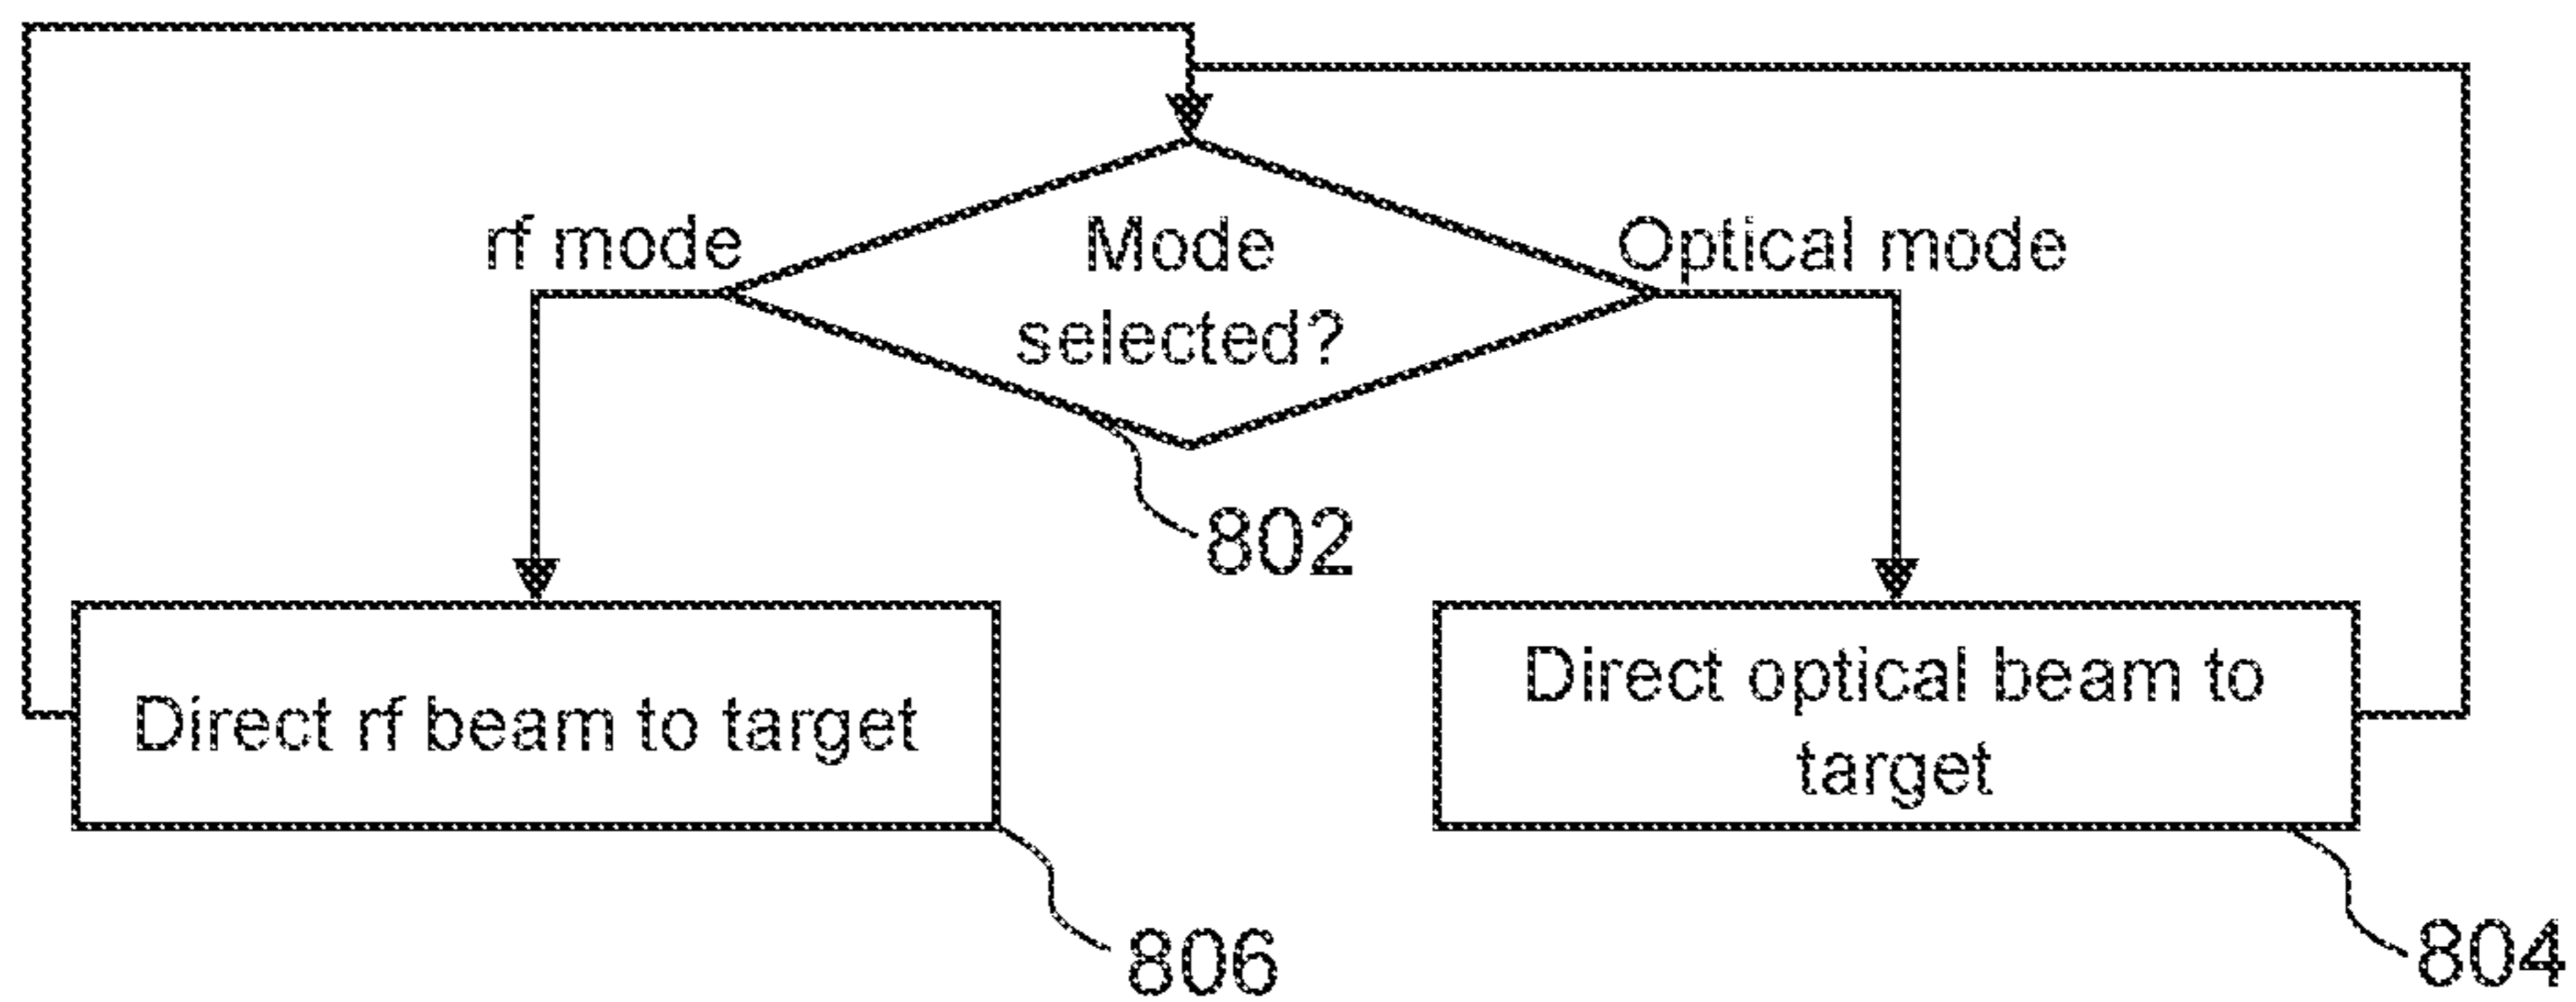 rf mode
Mode
selected?
Optical mode
802
Direct rf beam to target
Direct optical beam to
target
806
804